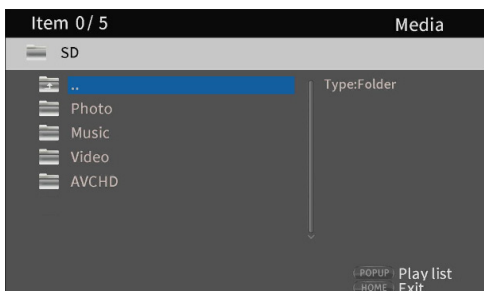 Item 0/ 5 Media
SD
.. Type:Folder
Photo
Music
Video
AVCHD
POPUP Play list
HOME Exit